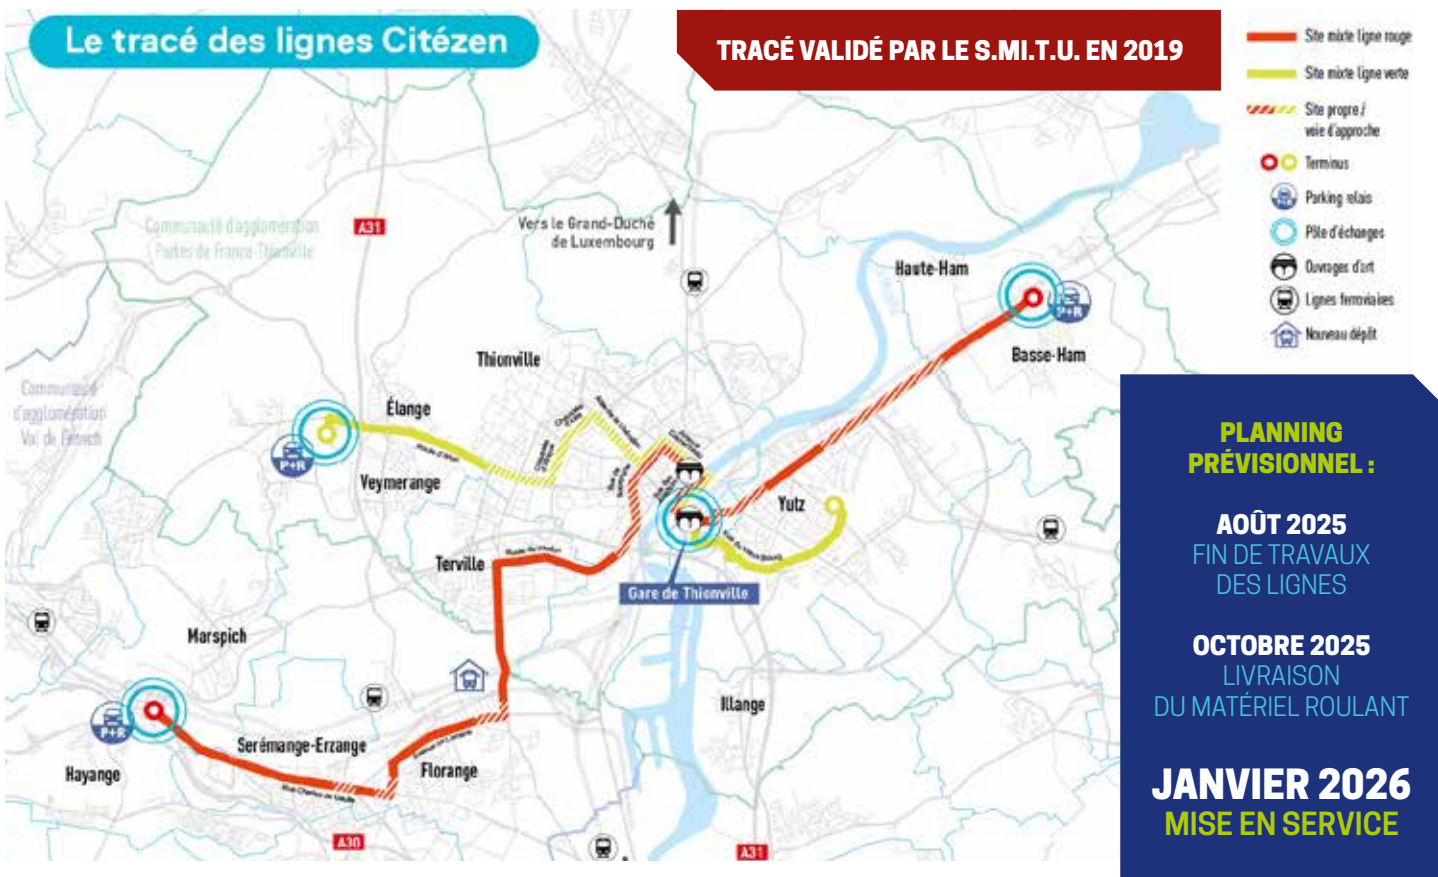 Le tracé des lignes Citézen
TRACÉ VALIDÉ PAR LE S.MI.T.U. EN 2019
Site mixte ligne rouge
Site mixte ligne verte
Site propre /
voie d'approche
Terminus
Parking relais
Pôle d'échanges
Ouvrages d'art
Lignes ferroviaires
Nouveau dépôt
Communauté d'agglomération
Portes de France-Thionville
A31
Vers le Grand-Duché
de Luxembourg
Haute-Ham
P+R
Basse-Ham
Thionville
Communauté
d'agglomération
Val de Fensch
Élange
P+R
Veymerange
Yutz
Terville
Gare de Thionville
Marspich
P+R
Hayange
Serémange-Erzange
Florange
Illange
A30
A31
PLANNING
PRÉVISIONNEL :
AOÛT 2025
FIN DE TRAVAUX
DES LIGNES
OCTOBRE 2025
LIVRAISON
DU MATÉRIEL ROULANT
JANVIER 2026
MISE EN SERVICE